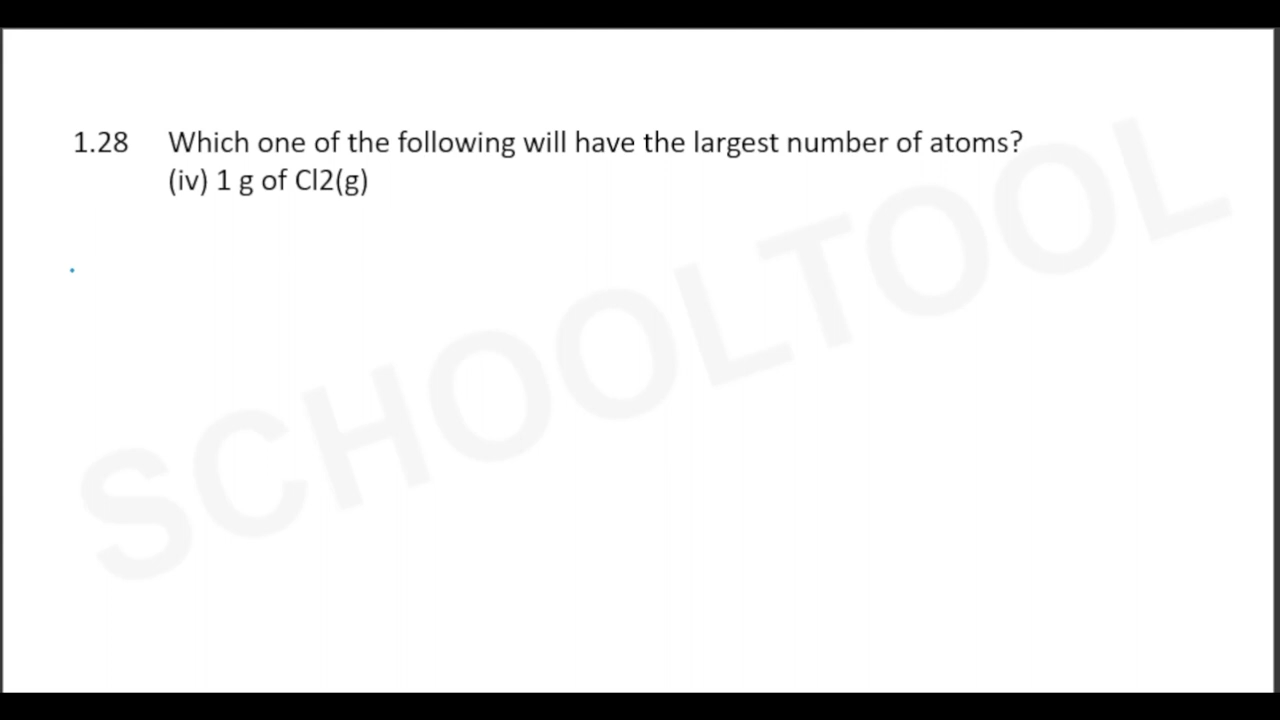 1.28 Which one of the following will have the largest number of atoms?
(iv) 1 g of Cl2(g)
SCHOOLTOOL